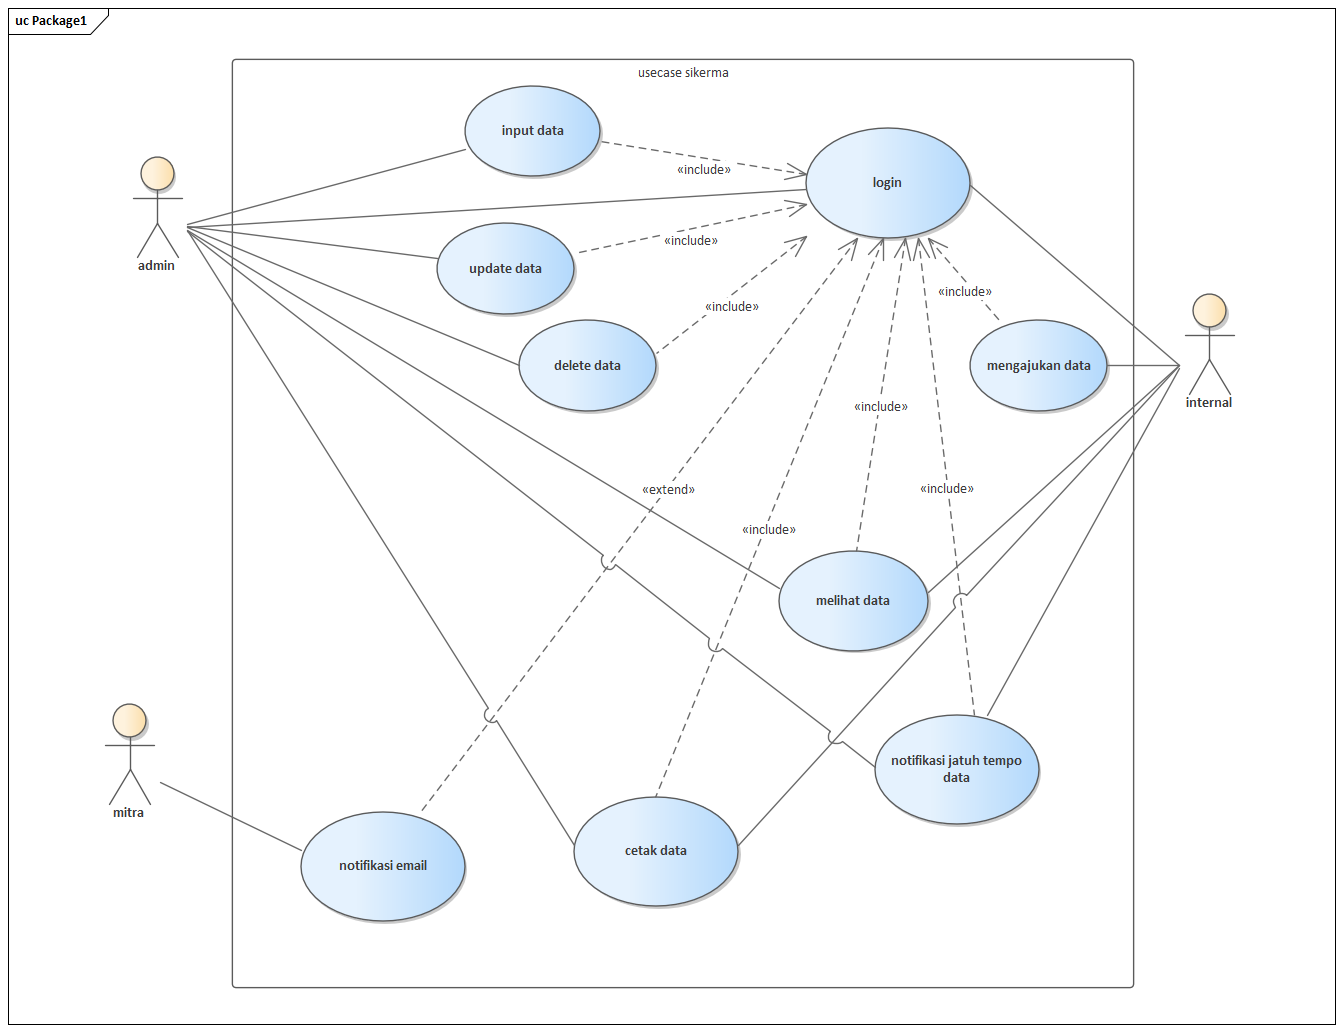 uc Package1
usecase sikerma
input data
«include»
login
admin
«include»
update data
«include»
«include»
delete data
mengajukan data
internal
«include»
«extend»
«include»
«include»
melihat data
notifikasi jatuh tempo
data
mitra
cetak data
notifikasi email